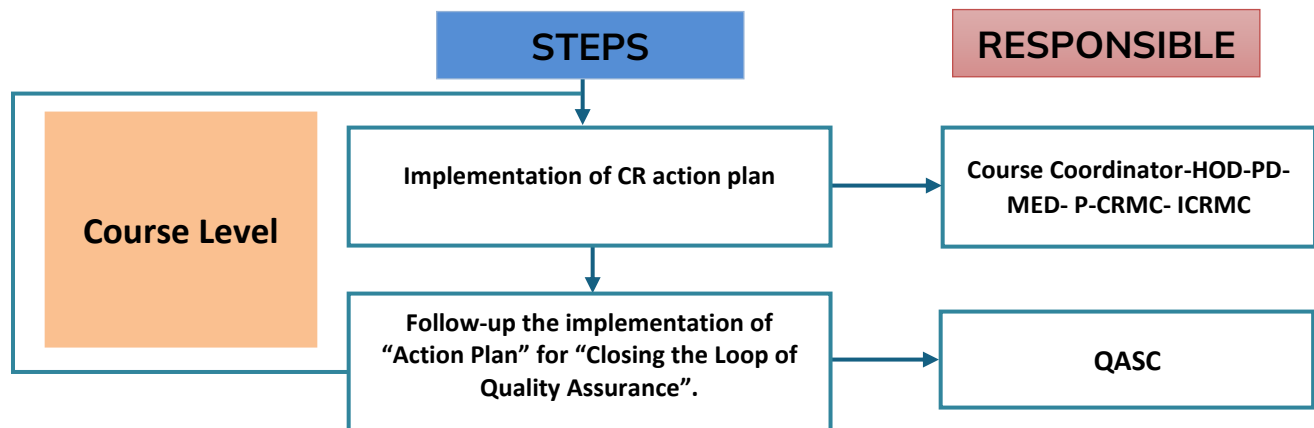 STEPS
RESPONSIBLE
Course Level
Implementation of CR action plan
Course Coordinator-HOD-PD-
MED- P-CRMC- ICRMC
Follow-up the implementation of
“Action Plan” for “Closing the Loop of
Quality Assurance”.
QASC